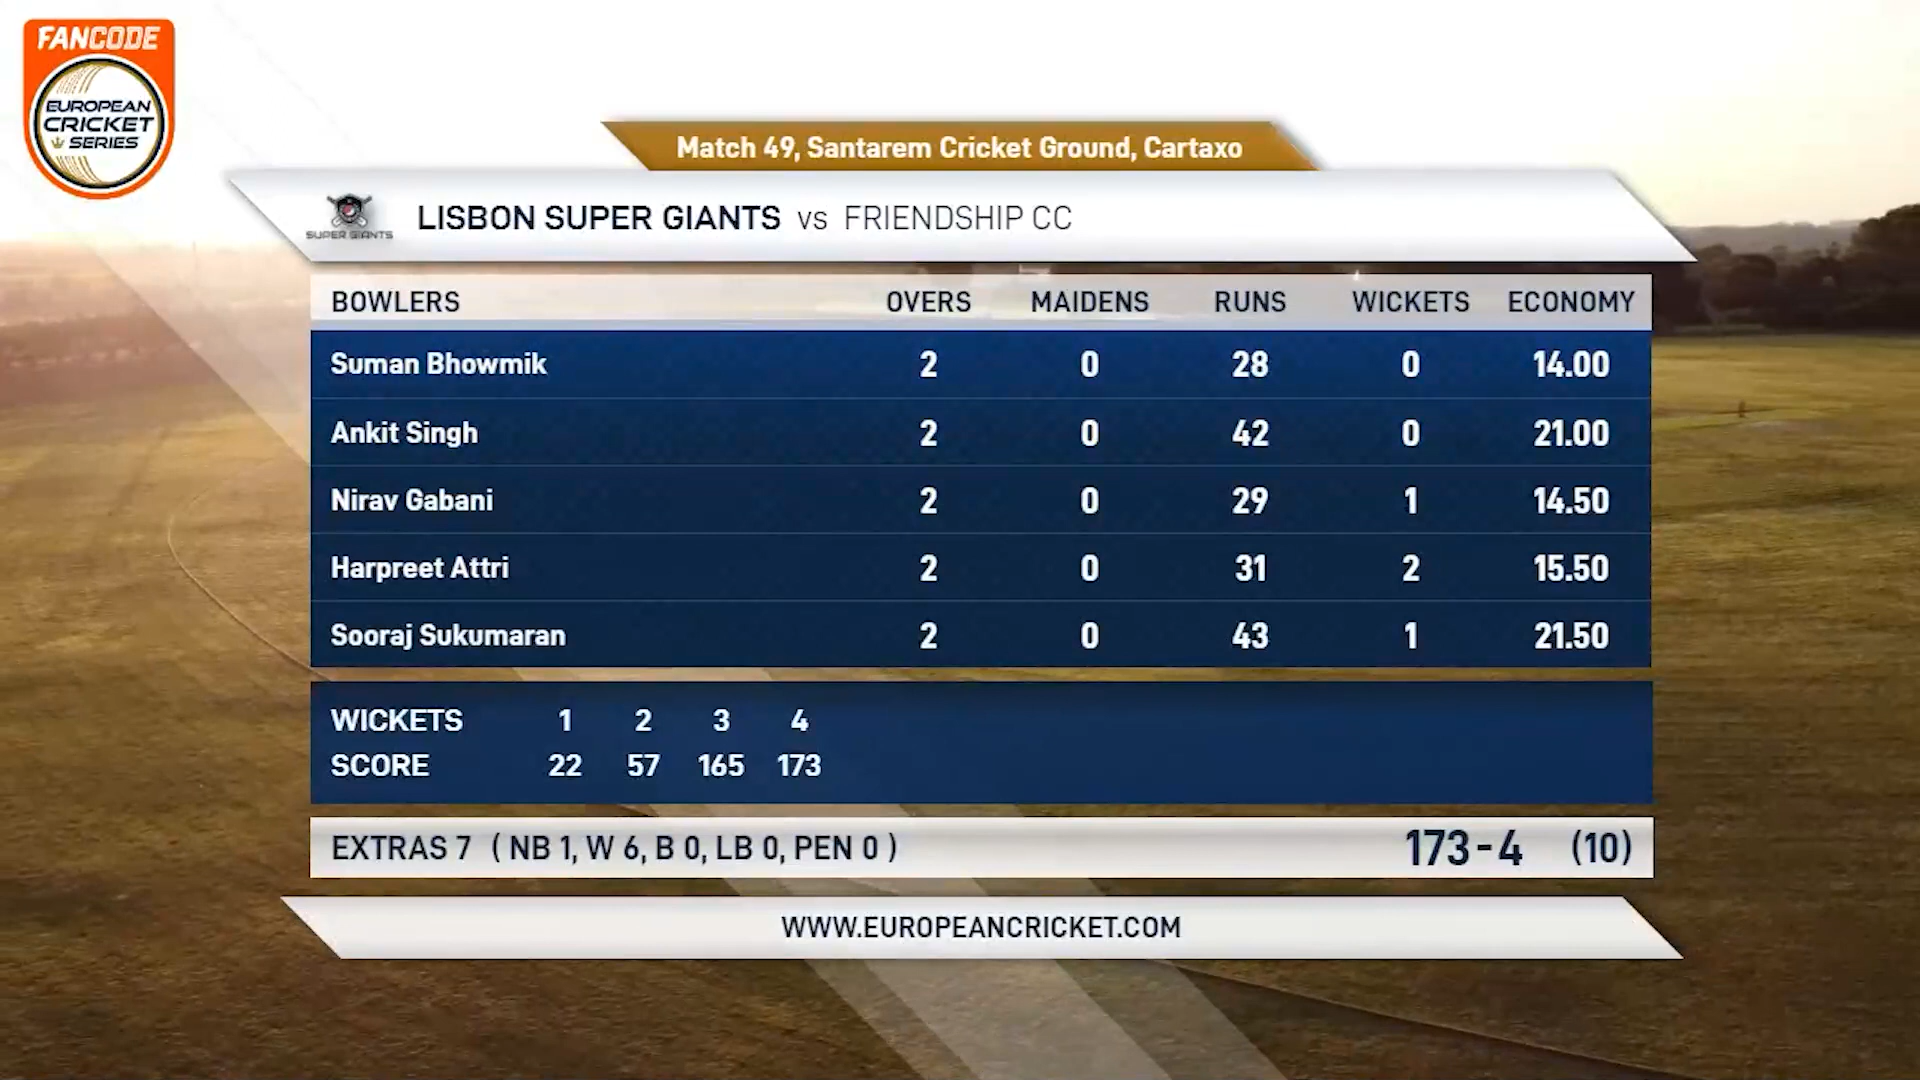 FANCODE
EUROPEAN
CRICKET
SERIES
Match 49, Santarem Cricket Ground, Cartaxo
SUPER GIANTS
LISBON SUPER GIANTS vs FRIENDSHIP CC
BOWLERS OVERS MAIDENS RUNS WICKETS ECONOMY
Suman Bhowmik 2 0 28 0 14.00
Ankit Singh 2 0 42 0 21.00
Nirav Gabani 2 0 29 1 14.50
Harpreet Attri 2 0 31 2 15.50
Sooraj Sukumaran 2 0 43 1 21.50
WICKETS 1 2 3 4
SCORE 22 57 165 173
EXTRAS 7 ( NB 1, W 6, B 0, LB 0, PEN 0 ) 173-4 (10)
WWW.EUROPEANCRICKET.COM